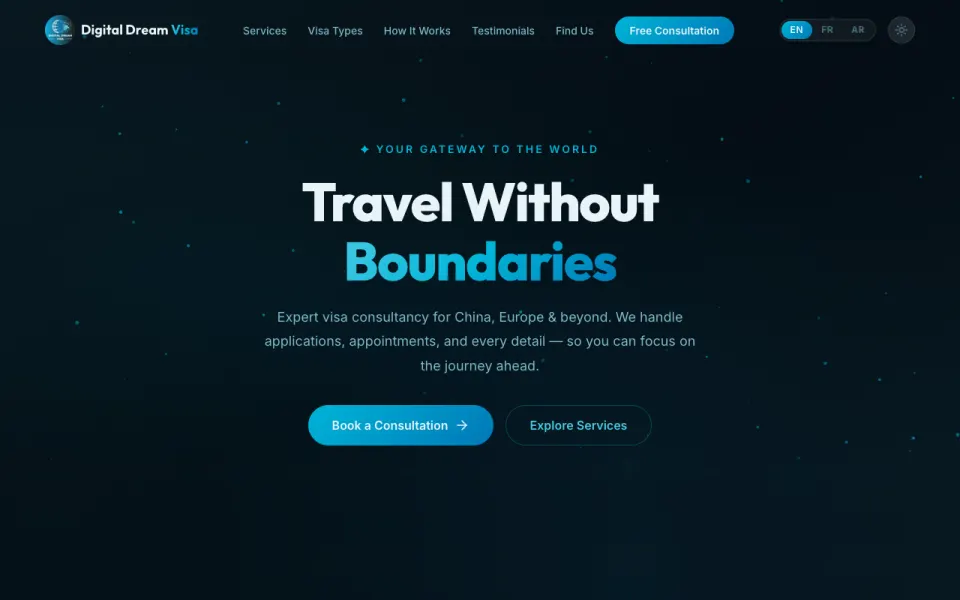 Digital Dream Visa
Services
Visa Types
How It Works
Testimonials
Find Us
Free Consultation
EN
FR
AR
✦ YOUR GATEWAY TO THE WORLD
Travel Without
Boundaries
Expert visa consultancy for China, Europe & beyond. We handle
applications, appointments, and every detail — so you can focus on
the journey ahead.
Book a Consultation →
Explore Services